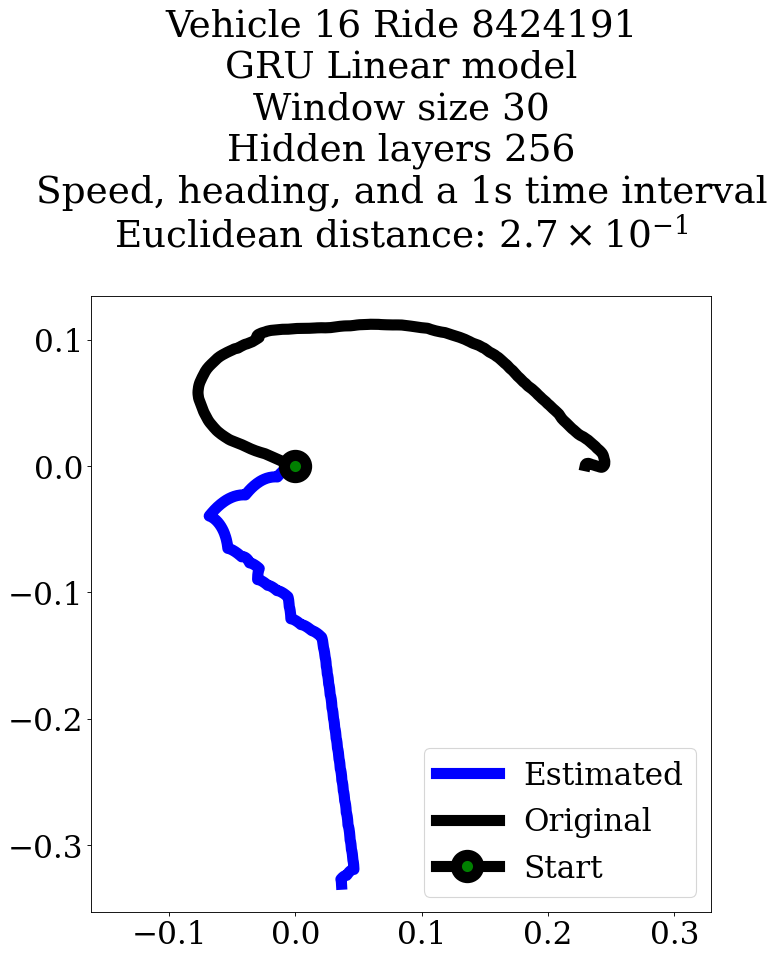 Vehicle 16 Ride 8424191
GRU Linear model
Window size 30
Hidden layers 256
Speed, heading, and a 1s time interval
Euclidean distance: 2.7 × 10⁻¹
0.1
0.0
−0.1
−0.2
−0.3
Estimated
Original
Start
−0.1 0.0 0.1 0.2 0.3